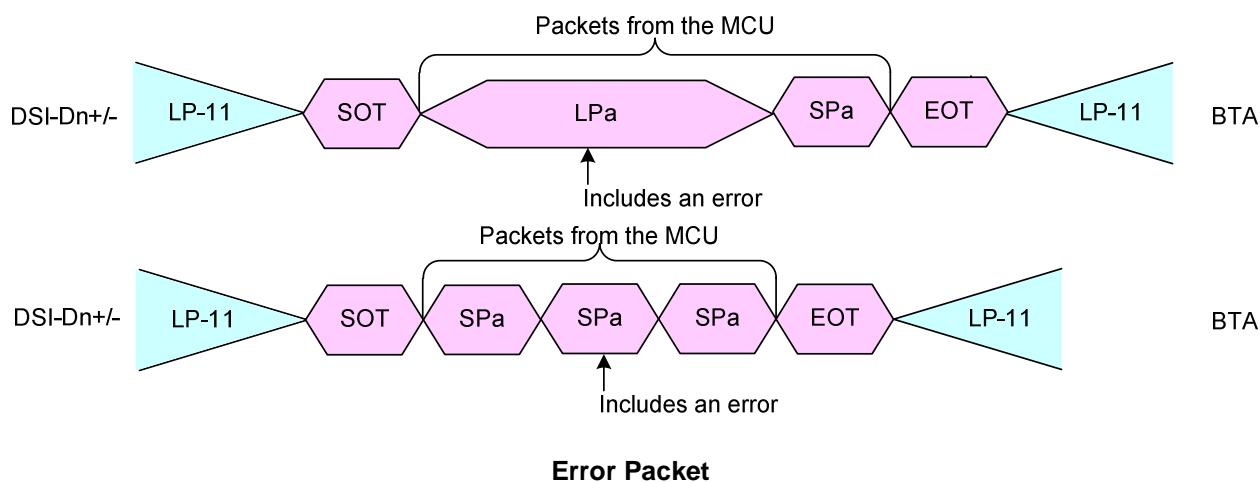 Packets from the MCU
DSI-Dn+/- LP-11 SOT LPa SPa EOT LP-11 BTA
Includes an error
Packets from the MCU
DSI-Dn+/- LP-11 SOT SPa SPa SPa EOT LP-11 BTA
Includes an error
Error Packet